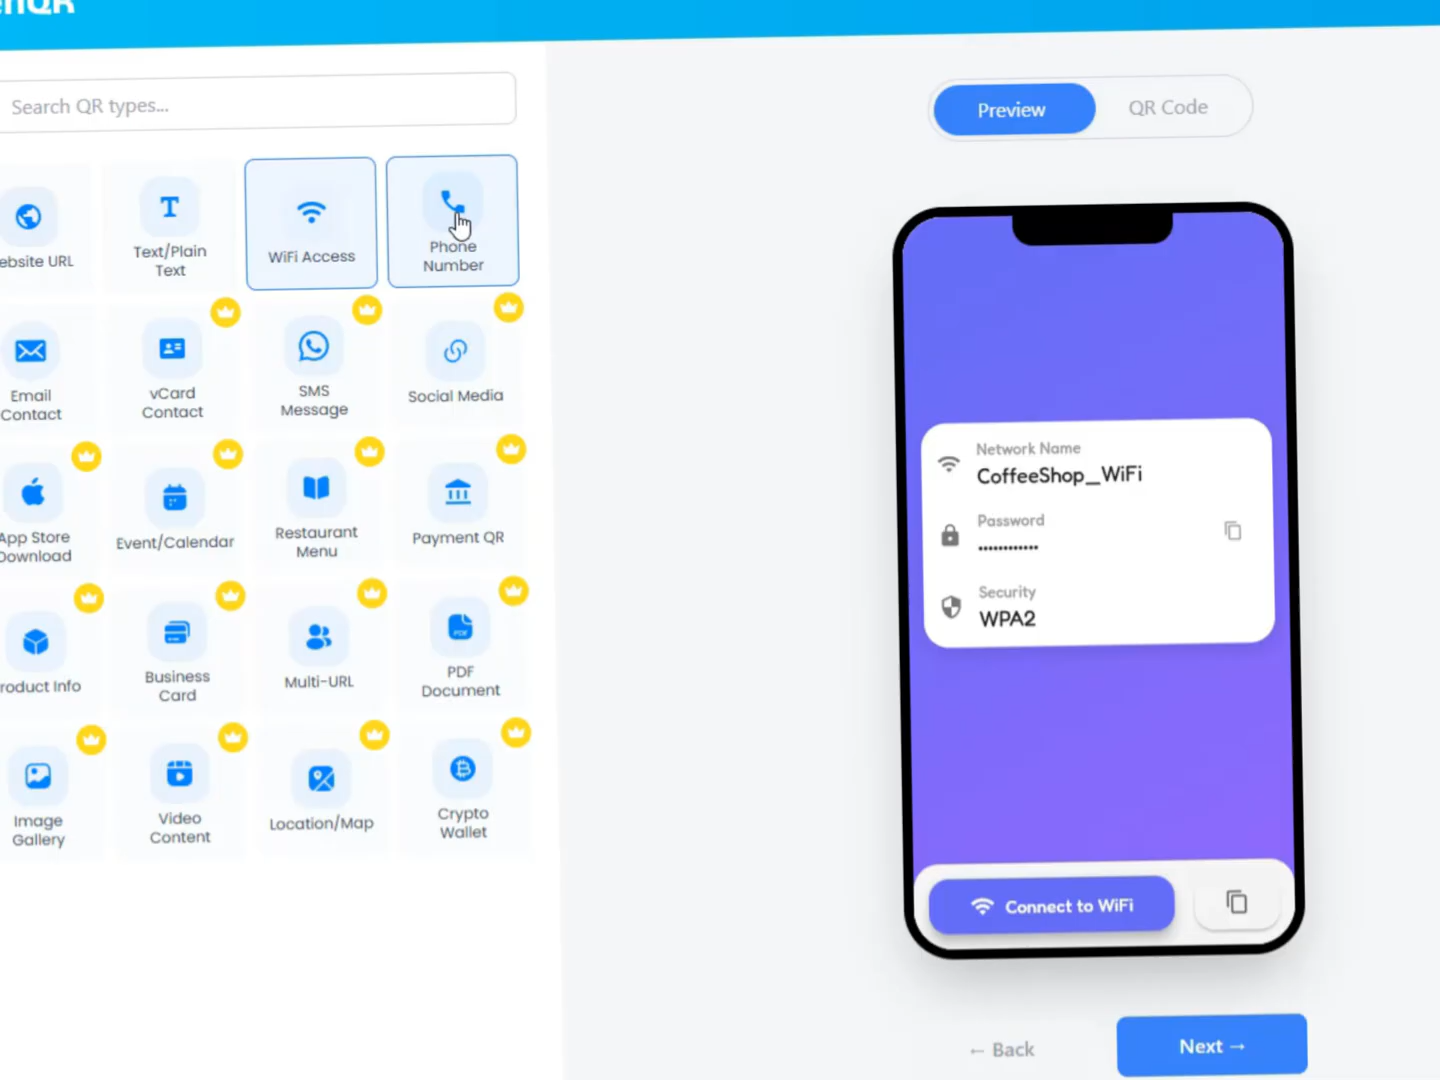 Search QR types...
ebsite URL
Text/Plain
Text
WiFi Access
Phone
Number
Email
Contact
vCard
Contact
SMS
Message
Social Media
App Store
Download
Event/Calendar
Restaurant
Menu
Payment QR
roduct Info
Business
Card
Multi-URL
PDF
PDF
Document
Image
Gallery
Video
Content
Location/Map
Crypto
Wallet
Preview
QR Code
Network Name
CoffeeShop_WiFi
Password
••••••••••••
Security
WPA2
Connect to WiFi
← Back
Next →